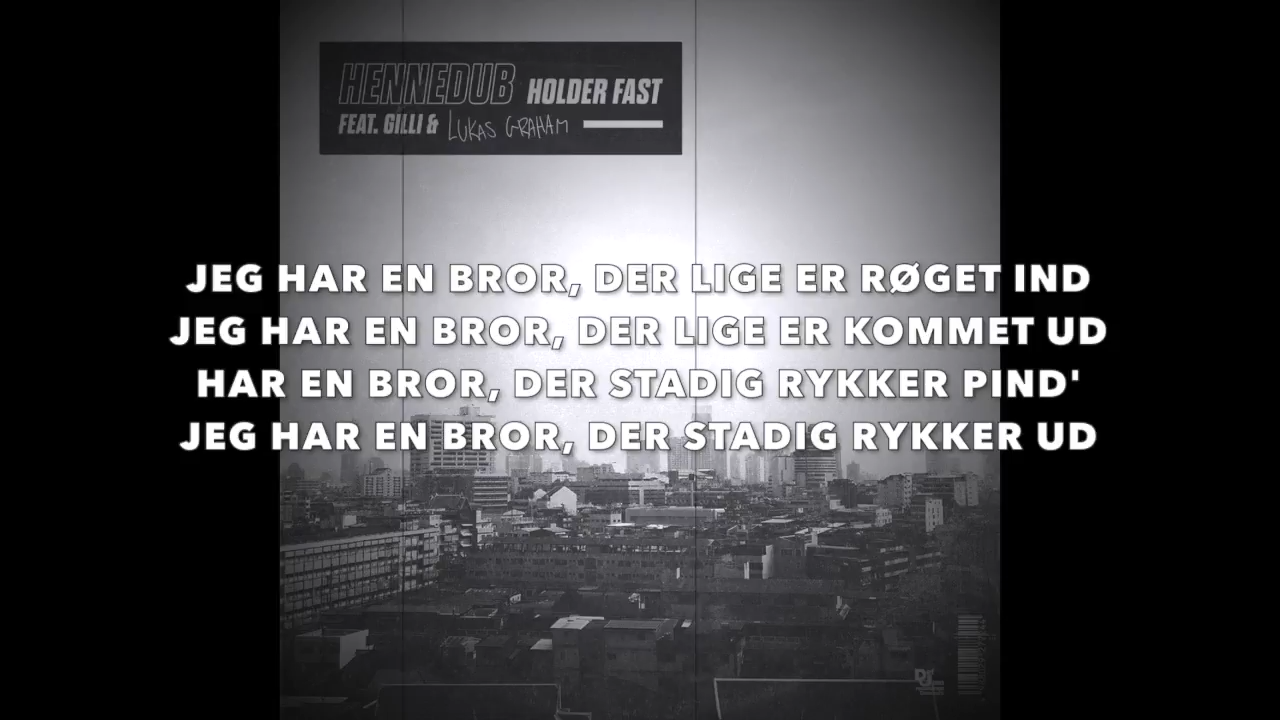 HENNEDUB HOLDER FAST
FEAT. GILLI & LUKAS GRAHAM
JEG HAR EN BROR, DER LIGE ER RØGET IND
JEG HAR EN BROR, DER LIGE ER KOMMET UD
HAR EN BROR, DER STADIG RYKKER PIND'
JEG HAR EN BROR, DER STADIG RYKKER UD